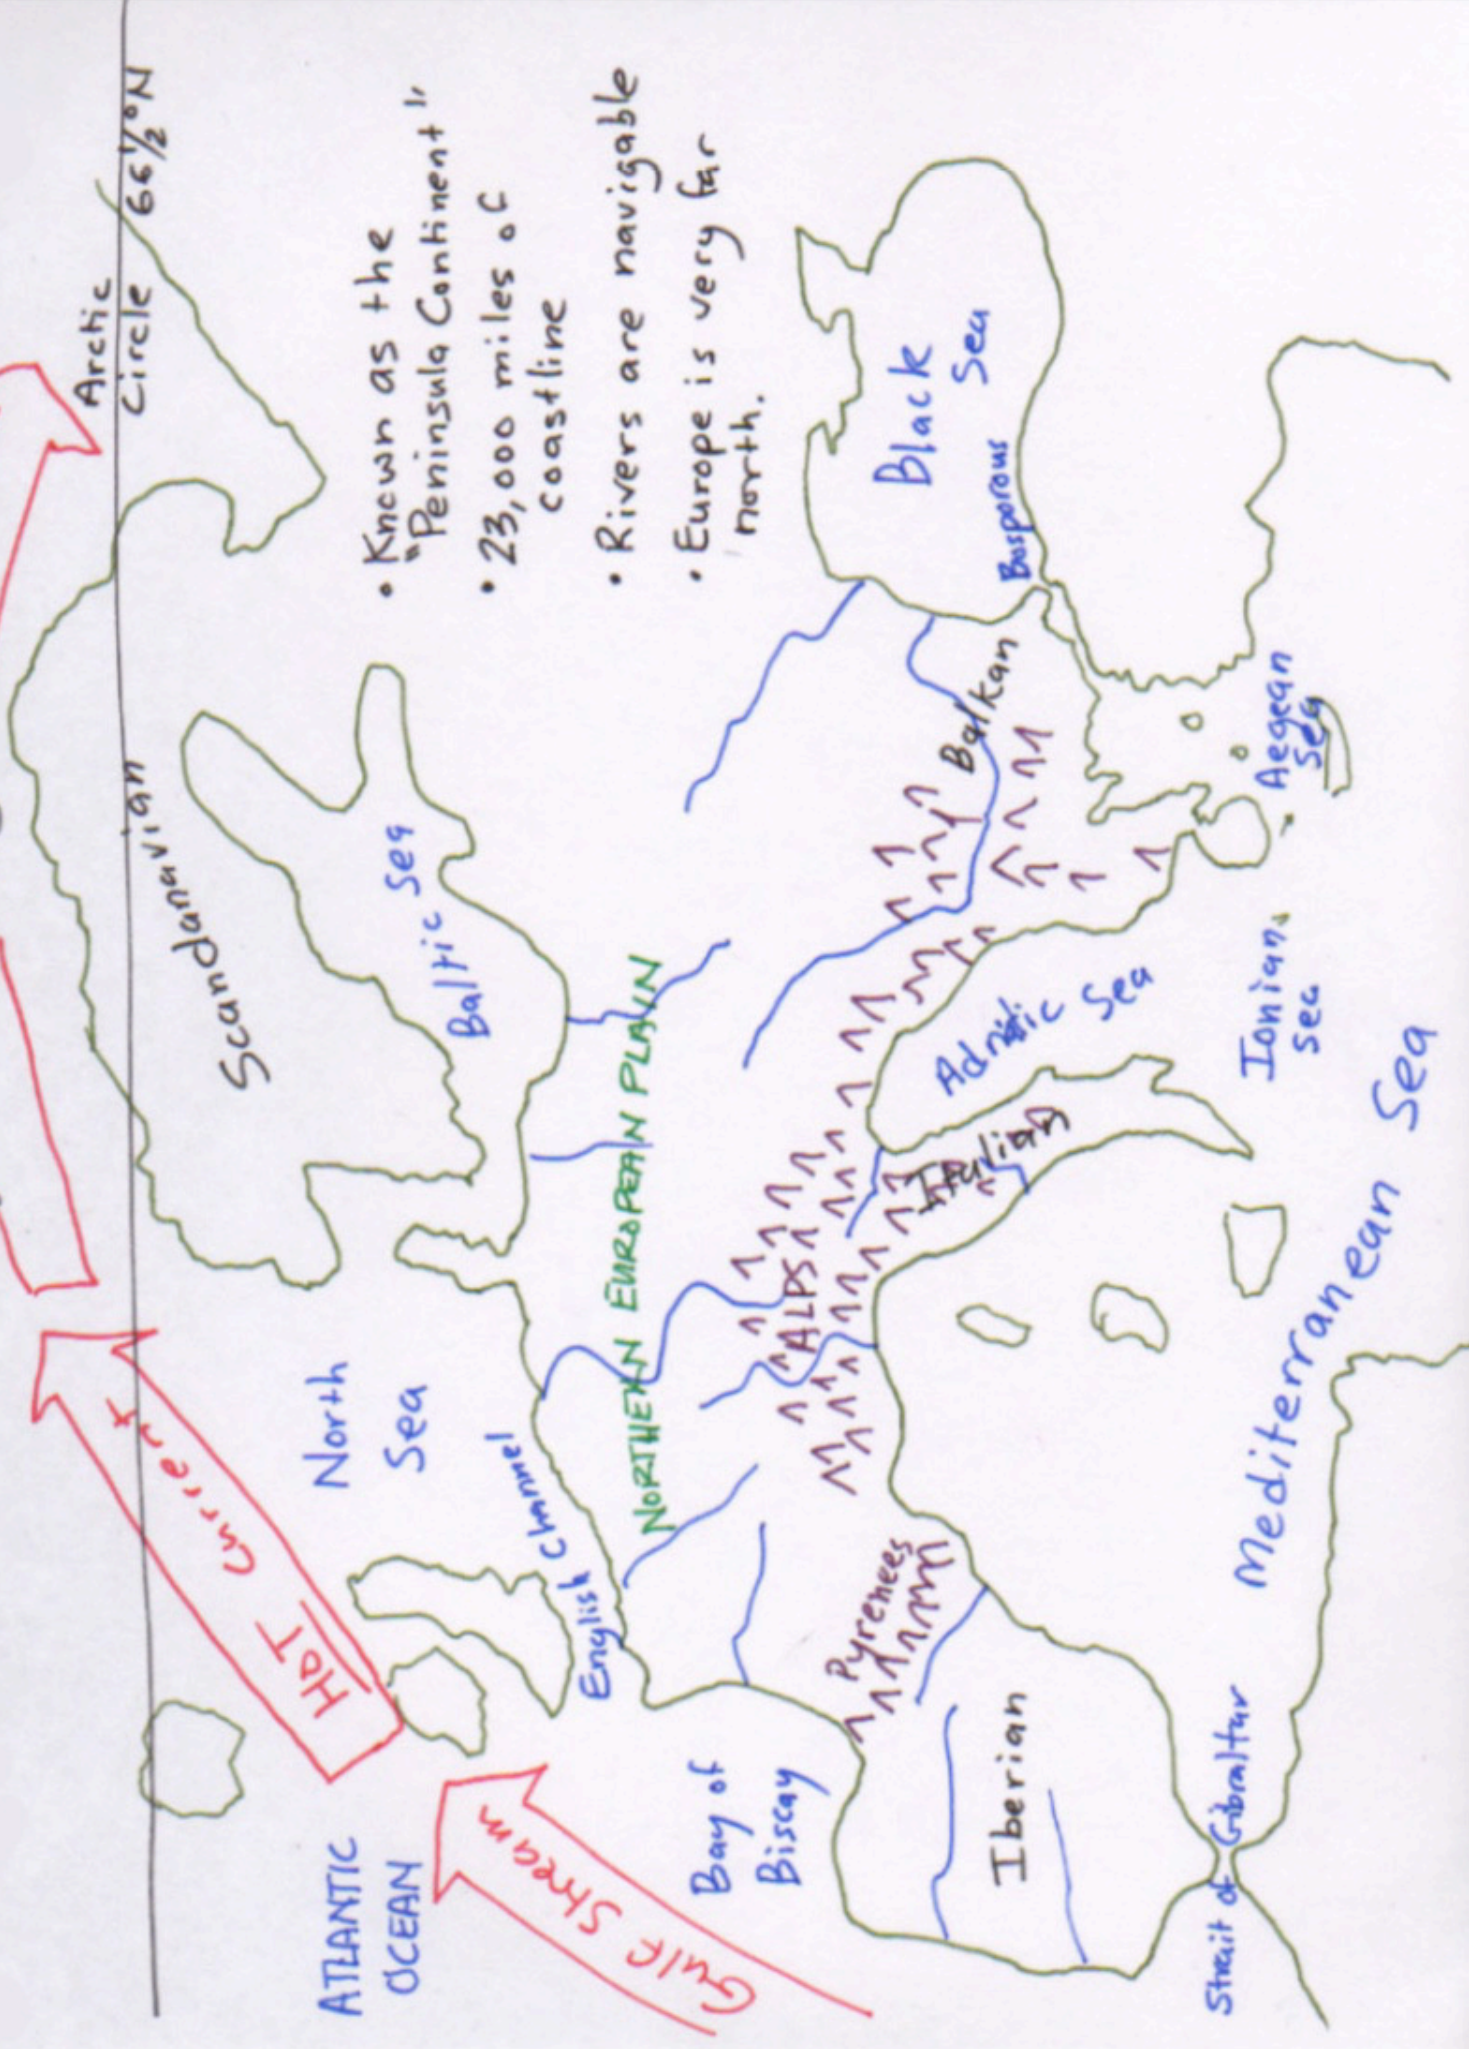 Arctic
Circle 66½°N
• Known as the
"Peninsula Continent"
• 23,000 miles of
coastline
• Rivers are navigable
• Europe is very far
north.
Scandanavian
ATLANTIC
OCEAN
HOT Current
Gulf Stream
North
Sea
Baltic Sea
English Channel
NORTHERN EUROPEAN PLAIN
Bay of
Biscay
Pyrenees
ALPS
Iberian
Italian
Balkan
Black
Sea
Bosporous
Adriatic Sea
Aegean
Sea
Ionian
Sea
Strait of Gibraltar
Mediterranean Sea